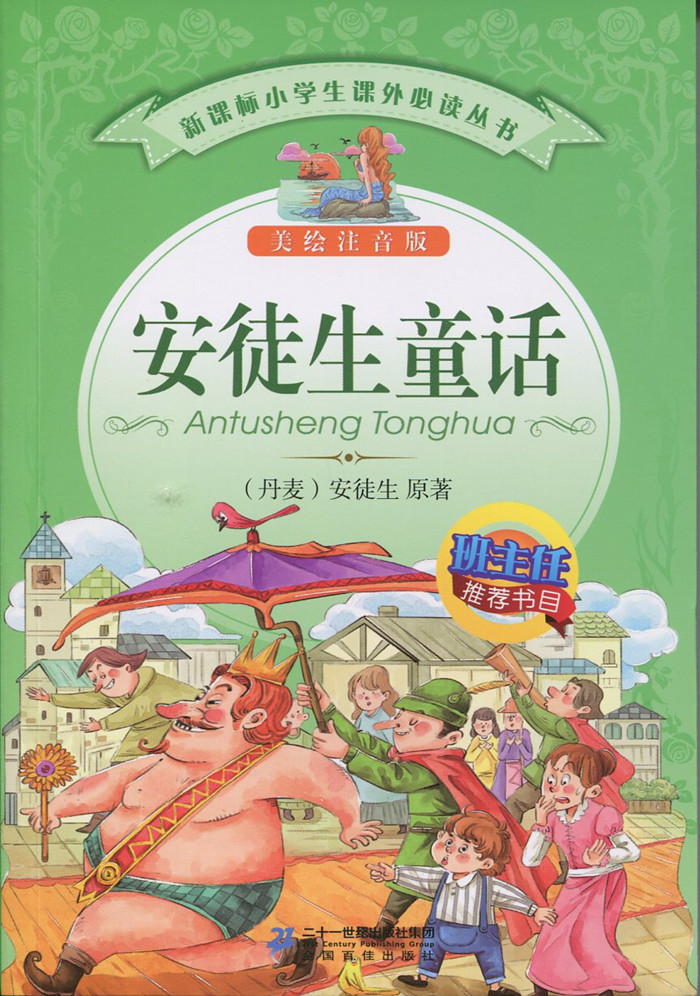 新课标小学生课外必读丛书
美绘注音版
安徒生童话
Antusheng Tonghua
（丹麦）安徒生 原著
班主任
推荐书目
21
二十一世纪出版社集团
21st Century Publishing Group
全国百佳出版社